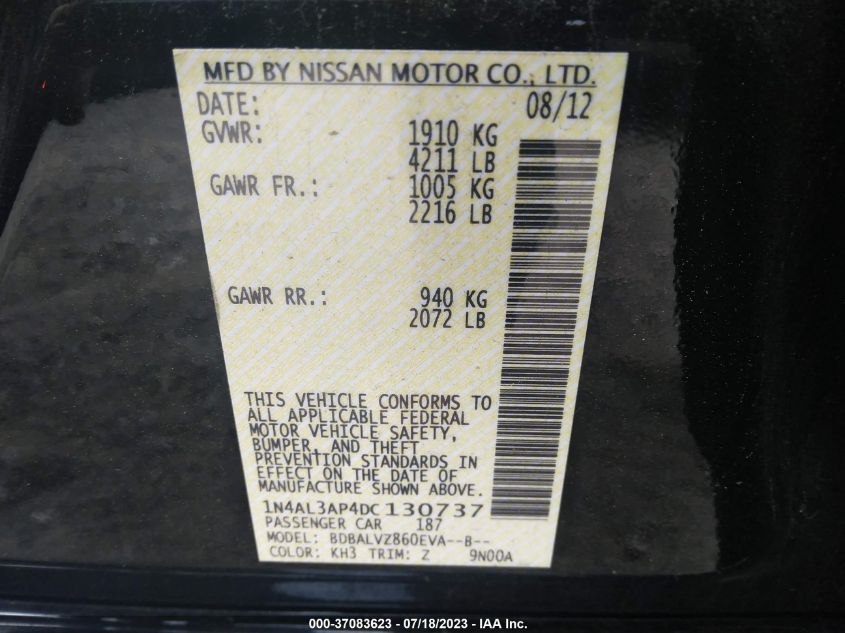 MFD BY NISSAN MOTOR CO., LTD.
DATE: 08/12
GVWR: 1910 KG
4211 LB
GAWR FR.: 1005 KG
2216 LB
GAWR RR.: 940 KG
2072 LB
THIS VEHICLE CONFORMS TO
ALL APPLICABLE FEDERAL
MOTOR VEHICLE SAFETY,
BUMPER, AND THEFT
PREVENTION STANDARDS IN
EFFECT ON THE DATE OF
MANUFACTURE SHOWN ABOVE.
1N4AL3AP4DC130737
PASSENGER CAR 187
MODEL: BDBALVZ860EVA--B--
COLOR: KH3 TRIM: Z 9N00A
000-37083623 / 07/18/2023 - IAA Inc.